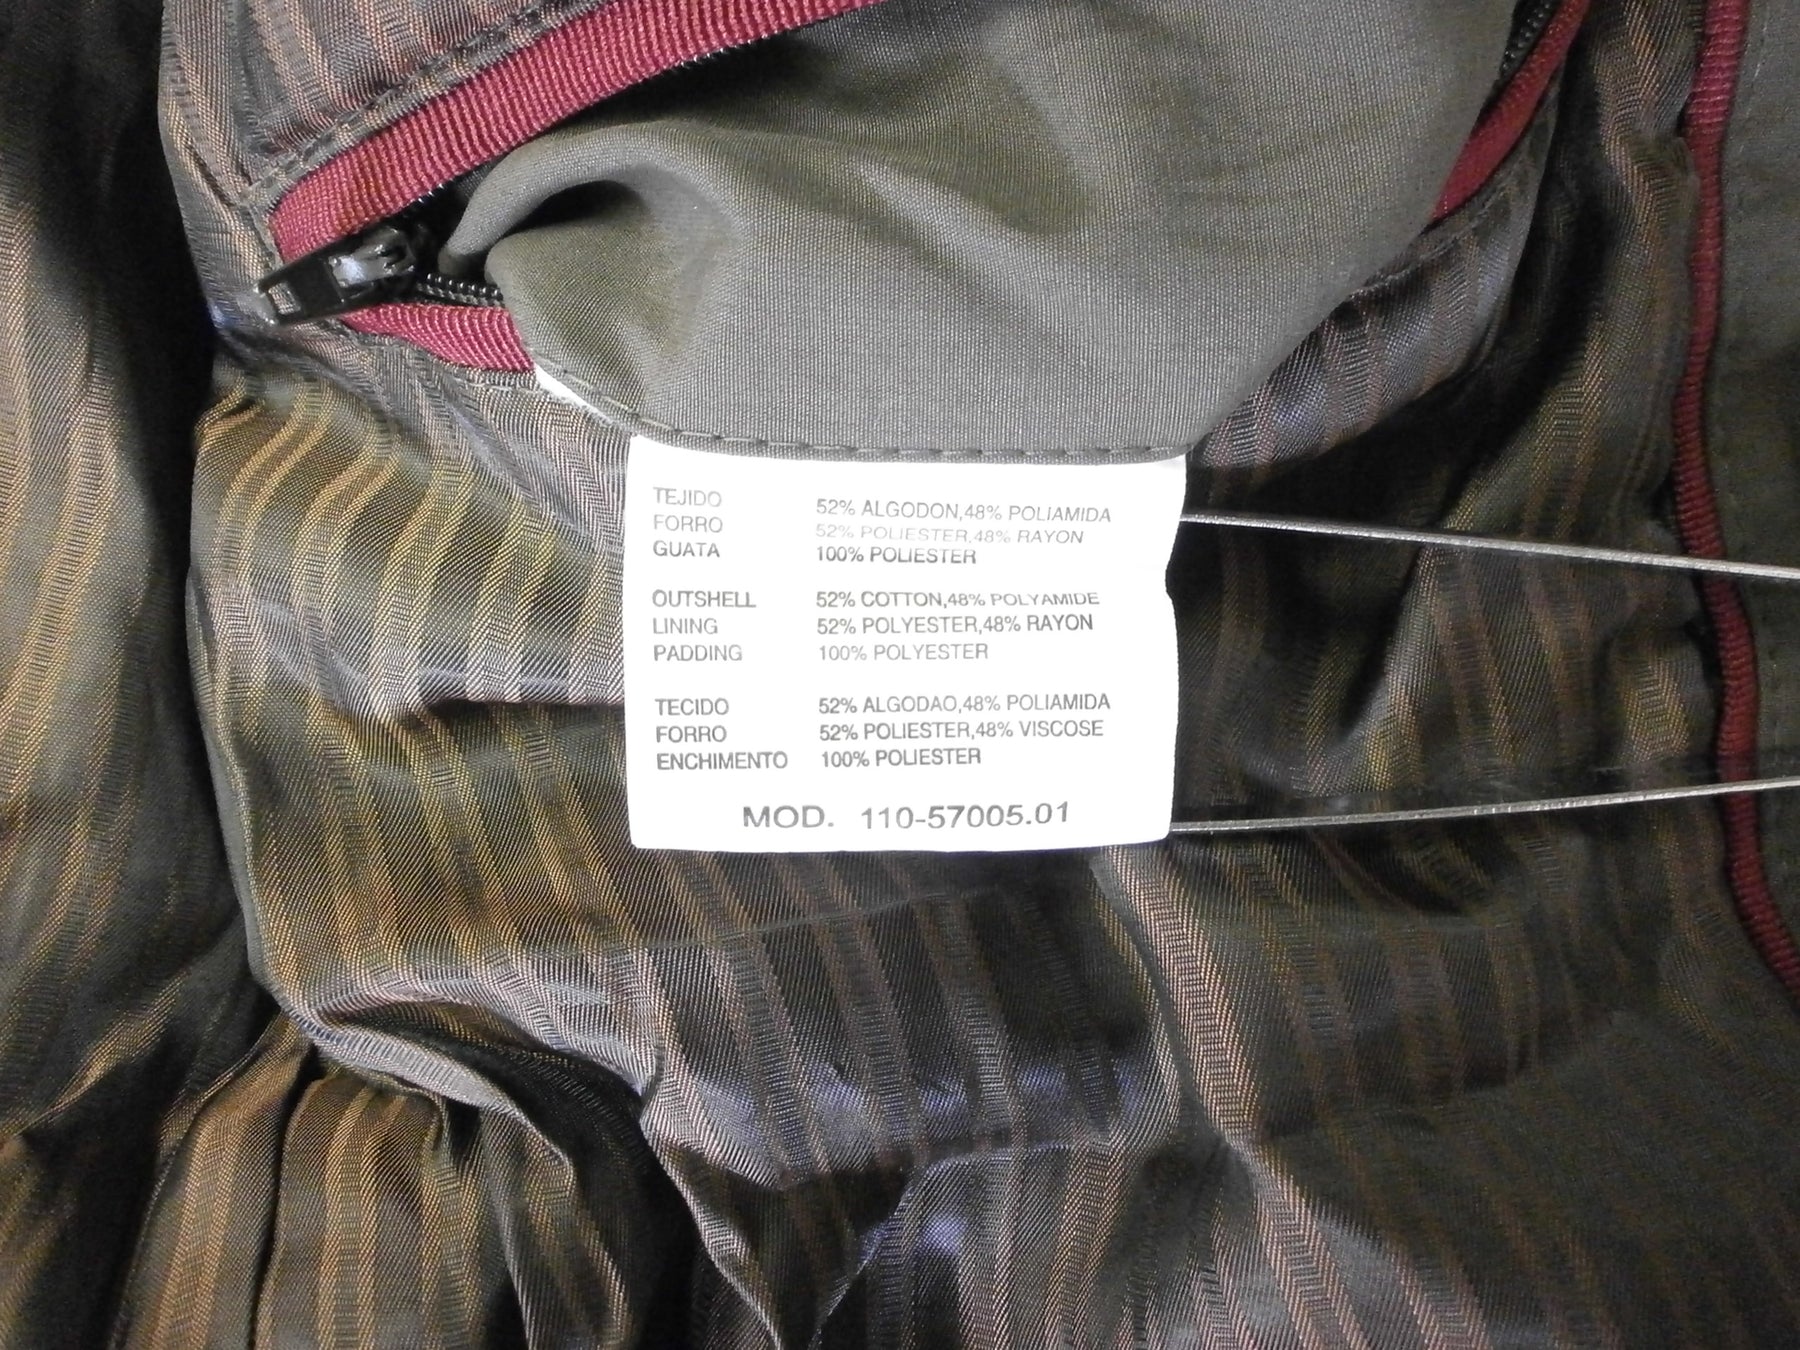 TEJIDO 52% ALGODON,48% POLIAMIDA
FORRO 52% POLIESTER,48% RAYON
GUATA 100% POLIESTER
OUTSHELL 52% COTTON,48% POLYAMIDE
LINING 52% POLYESTER,48% RAYON
PADDING 100% POLYESTER
TECIDO 52% ALGODAO,48% POLIAMIDA
FORRO 52% POLIESTER,48% VISCOSE
ENCHIMENTO 100% POLIESTER
MOD. 110-57005.01